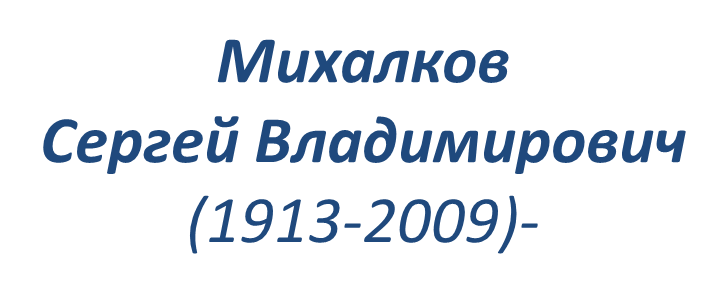 Михалков
Сергей Владимирович
(1913-2009)-